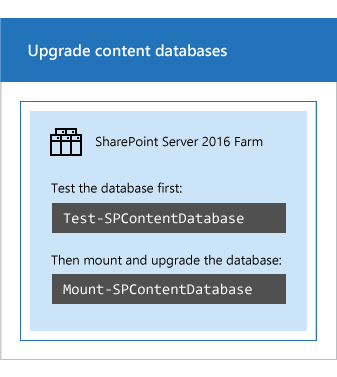 Upgrade content databases
SharePoint Server 2016 Farm
Test the database first:
Test-SPContentDatabase
Then mount and upgrade the database:
Mount-SPContentDatabase